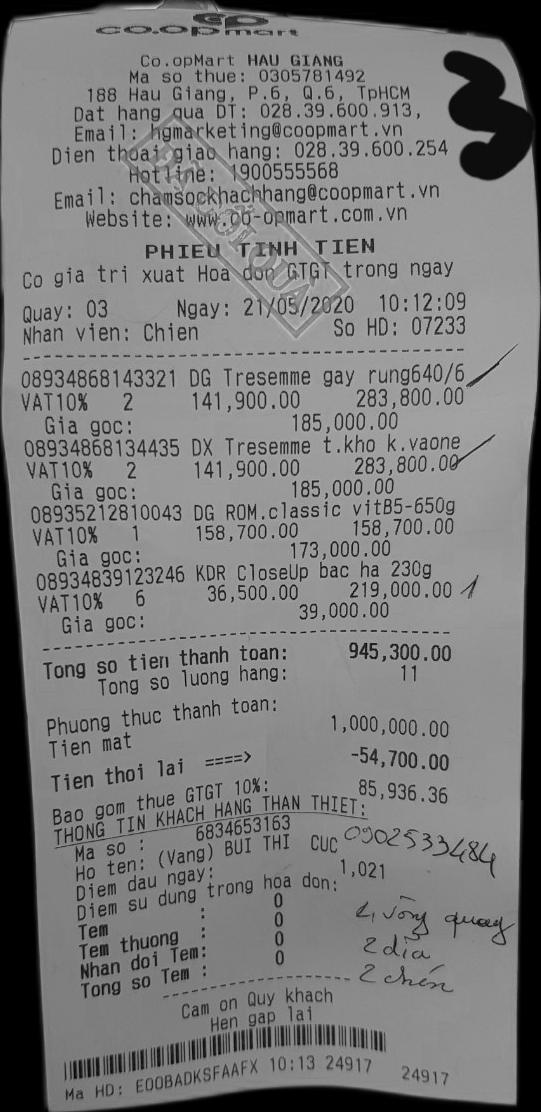 co.opmart
Co.opMart HAU GIANG
Ma so thue: 0305781492
188 Hau Giang, P.6, Q.6, TpHCM
Dat hang qua DT: 028.39.600.913,
Email: hgmarketing@coopmart.vn
Dien thoai giao hang: 028.39.600.254
Hotline: 1900555568
Email: chamsockhachhang@coopmart.vn
Website: www.co-opmart.com.vn
3
ĐÃ ĐỔI QUÀ
PHIEU TINH TIEN
Co gia tri xuat Hoa don GTGT trong ngay
Quay: 03 Ngay: 21/05/2020 10:12:09
Nhan vien: Chien So HD: 07233
08934868143321 DG Tresemme gay rung640/6
VAT10% 2 141,900.00 283,800.00
Gia goc: 185,000.00
08934868134435 DX Tresemme t.kho k.vaone
VAT10% 2 141,900.00 283,800.00
Gia goc: 185,000.00
08935212810043 DG ROM.classic vitB5-650g
VAT10% 1 158,700.00 158,700.00
Gia goc: 173,000.00
08934839123246 KDR CloseUp bac ha 230g
VAT10% 6 36,500.00 219,000.00 1
Gia goc: 39,000.00
Tong so tien thanh toan: 945,300.00
Tong so luong hang: 11
Phuong thuc thanh toan:
Tien mat 1,000,000.00
Tien thoi lai ====> -54,700.00
Bao gom thue GTGT 10%: 85,936.36
THONG TIN KHACH HANG THAN THIET:
Ma so : 6834653163
Ho ten: (Vang) BUI THI CUC 0902533484
Diem dau ngay: 1,021
Diem su dung trong hoa don:
Tem : 0
Tem thuong : 0 vòng quay
Nhan doi Tem: 0 2 dĩa
Tong so Tem : 0 2 chén
Cam on Quy khach
Hen gap lai
Ma HD: E00BADKSFAAFX 10:13 24917 24917